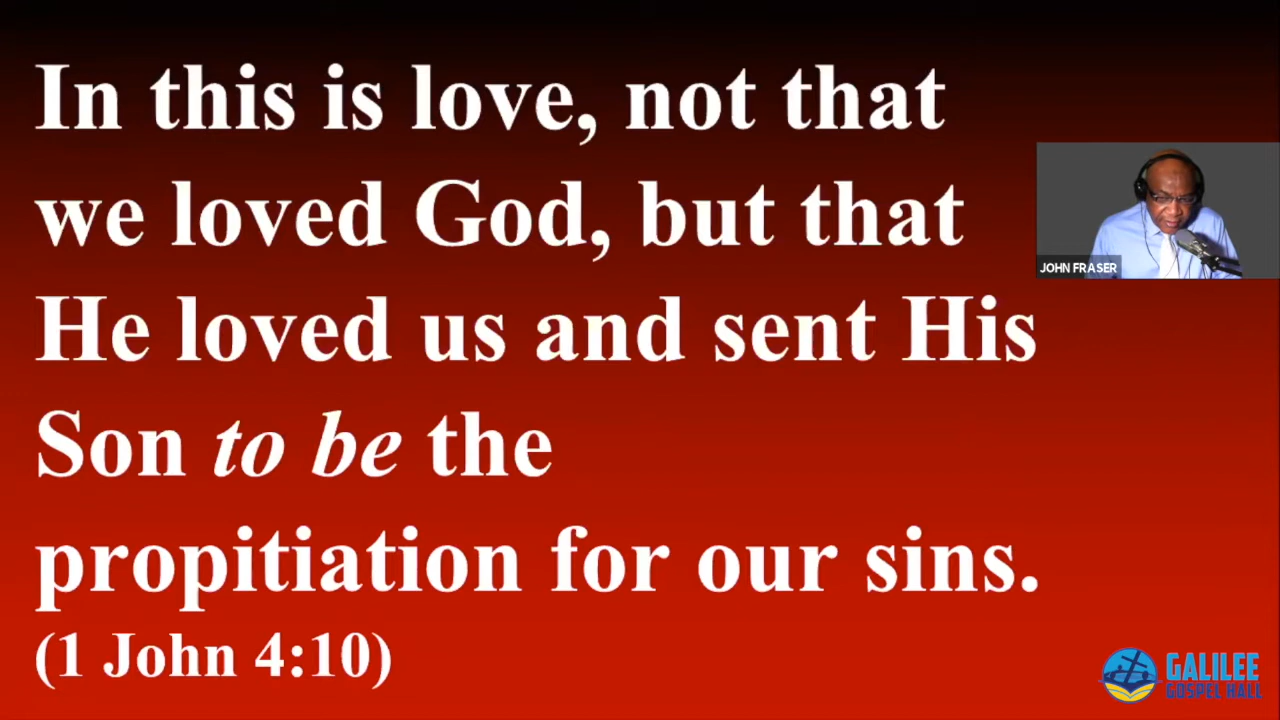 In this is love, not that
we loved God, but that
He loved us and sent His
Son to be the
propitiation for our sins.
(1 John 4:10)
JOHN FRASER
GALILEE
GOSPEL HALL